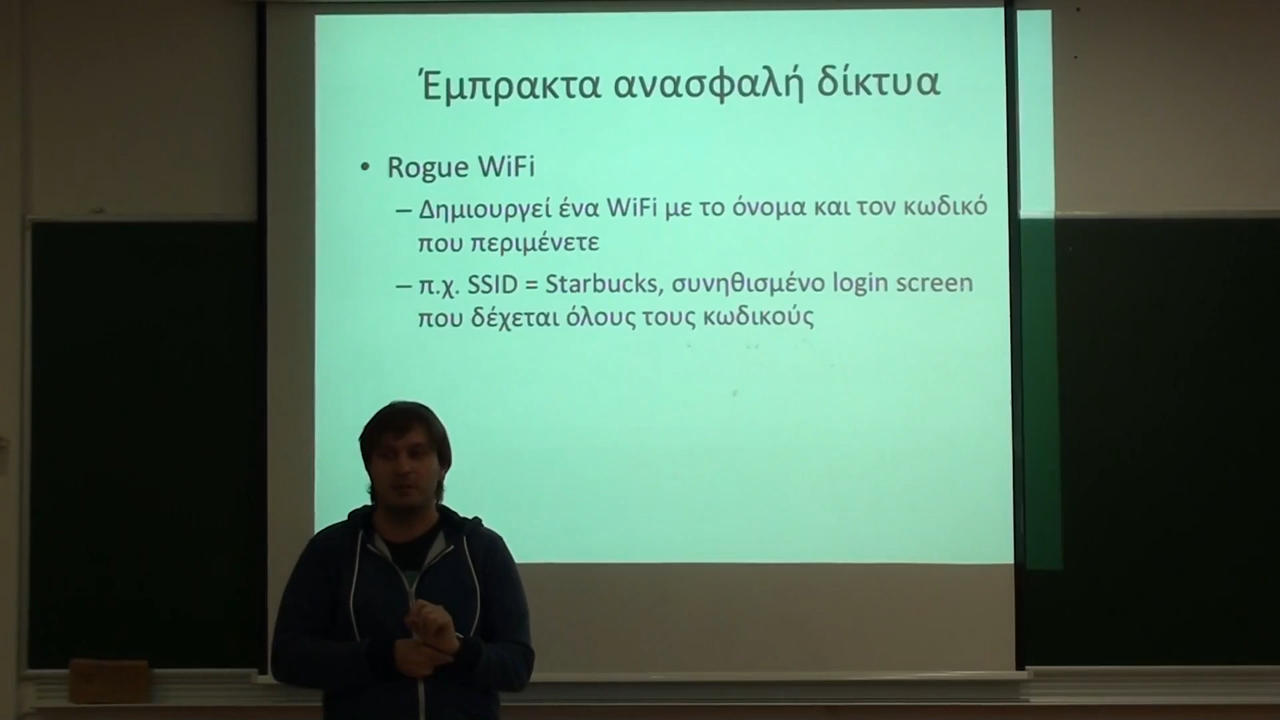 Έμπρακτα ανασφαλή δίκτυα
• Rogue WiFi
– Δημιουργεί ένα WiFi με το όνομα και τον κωδικό
που περιμένετε
– π.χ. SSID = Starbucks, συνηθισμένο login screen
που δέχεται όλους τους κωδικούς